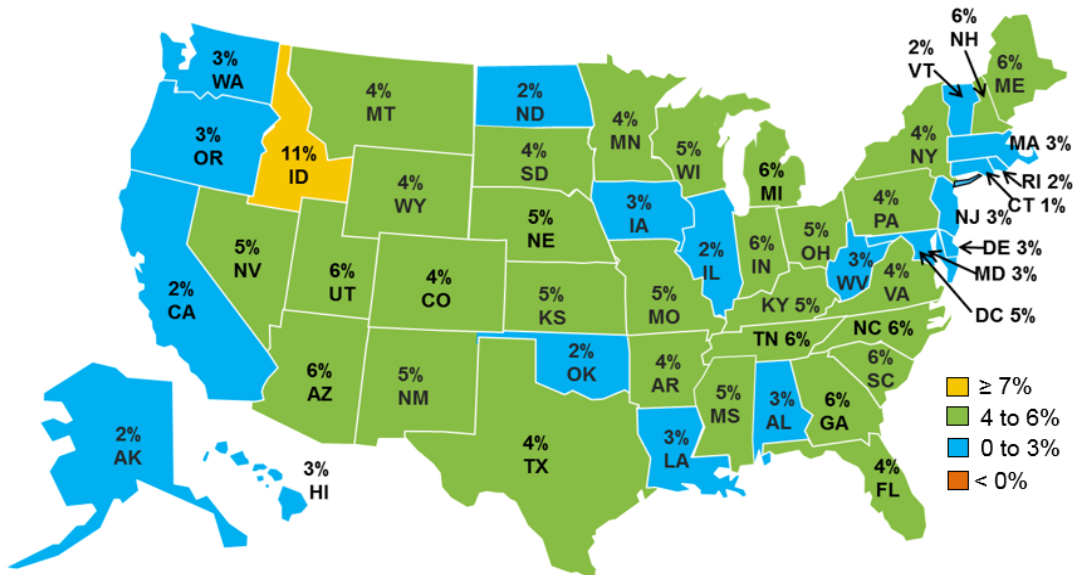 6%
NH
2%
VT
6%
ME
3%
WA
4%
MT
2%
ND
4%
MN
5%
WI
4%
NY
MA 3%
3%
OR
11%
ID
4%
SD
6%
MI
RI 2%
CT 1%
4%
WY
3%
IA
4%
PA
NJ 3%
5%
NE
5%
NV
6%
UT
4%
CO
2%
IL
6%
IN
5%
OH
3%
WV
4%
VA
DE 3%
MD 3%
DC 5%
2%
CA
5%
KS
5%
MO
KY 5%
TN 6%
NC 6%
6%
AZ
5%
NM
2%
OK
4%
AR
6%
SC
5%
MS
3%
AL
6%
GA
≥ 7%
4 to 6%
0 to 3%
< 0%
2%
AK
3%
HI
4%
TX
3%
LA
4%
FL